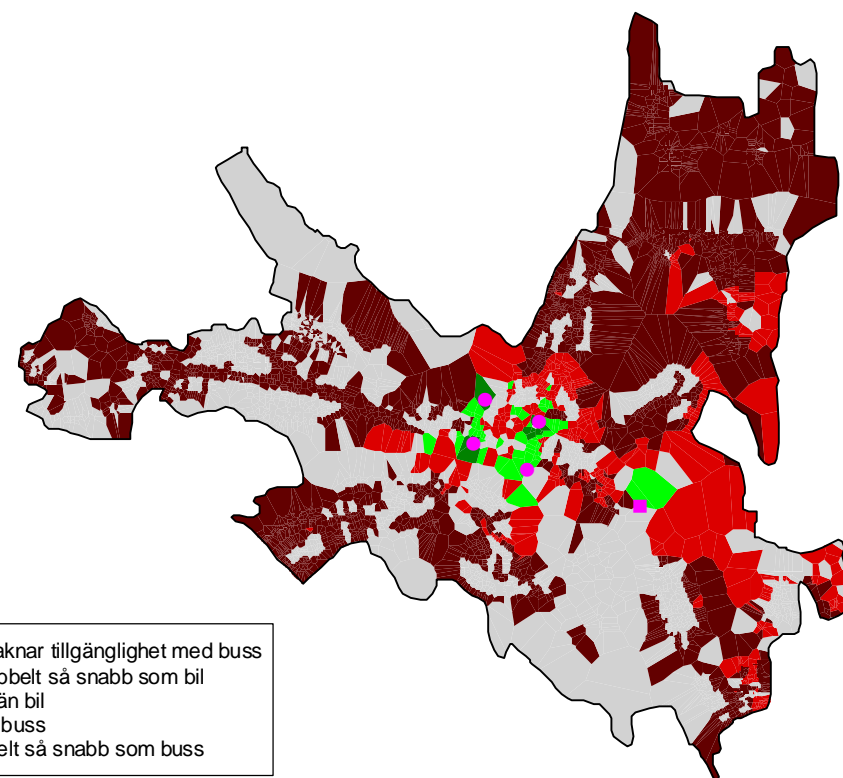 aknar tillgänglighet med buss
bbelt så snabb som bil
än bil
buss
elt så snabb som buss